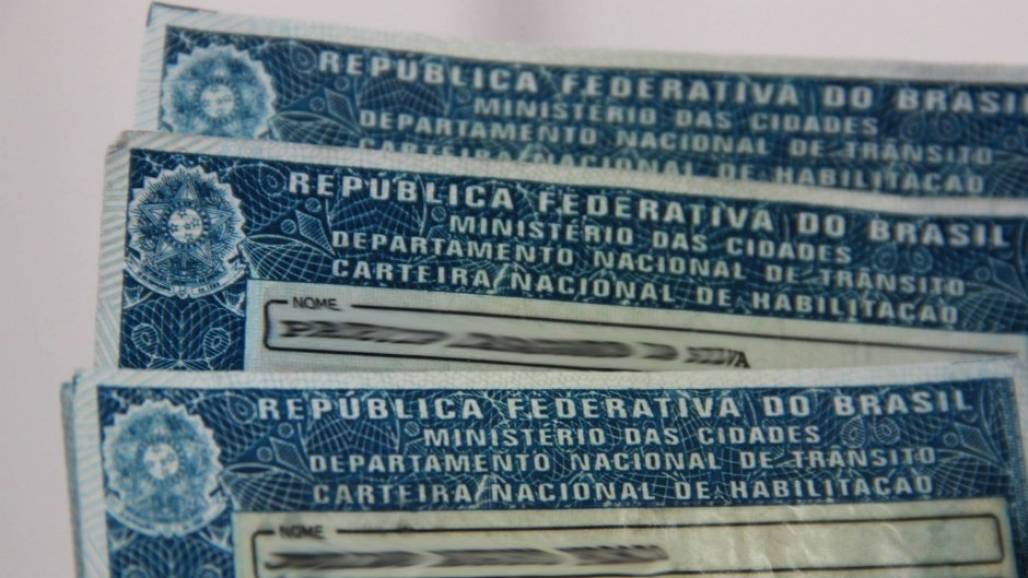 REPÚBLICA FEDERATIVA DO BRASIL
MINISTÉRIO DAS CIDADES
DEPARTAMENTO NACIONAL DE TRÂNSITO
CARTEIRA NACIONAL DE HABILITAÇÃO
REPÚBLICA FEDERATIVA DO BRASIL
MINISTÉRIO DAS CIDADES
DEPARTAMENTO NACIONAL DE TRÂNSITO
CARTEIRA NACIONAL DE HABILITAÇÃO
NOME
REPÚBLICA FEDERATIVA DO BRASIL
MINISTÉRIO DAS CIDADES
DEPARTAMENTO NACIONAL DE TRÂNSITO
CARTEIRA NACIONAL DE HABILITAÇÃO
NOME